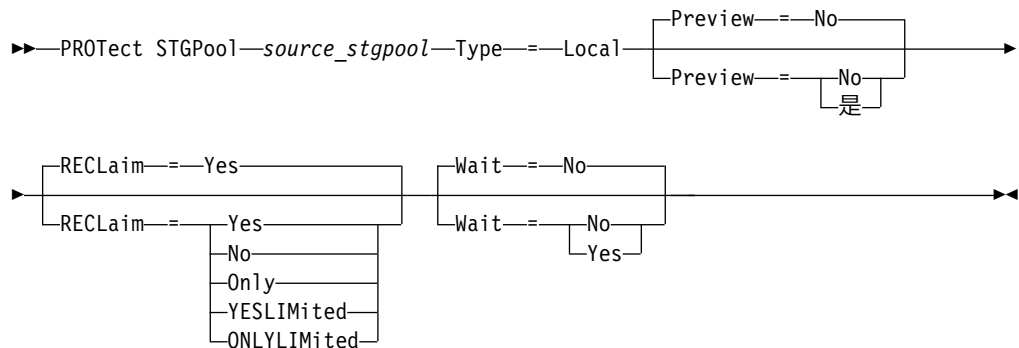 Preview = No
PROTect STGPool source_stgpool Type = Local
Preview = No
是
RECLaim = Yes Wait = No
RECLaim = Yes Wait = No
No Yes
Only
YESLIMited
ONLYLIMited